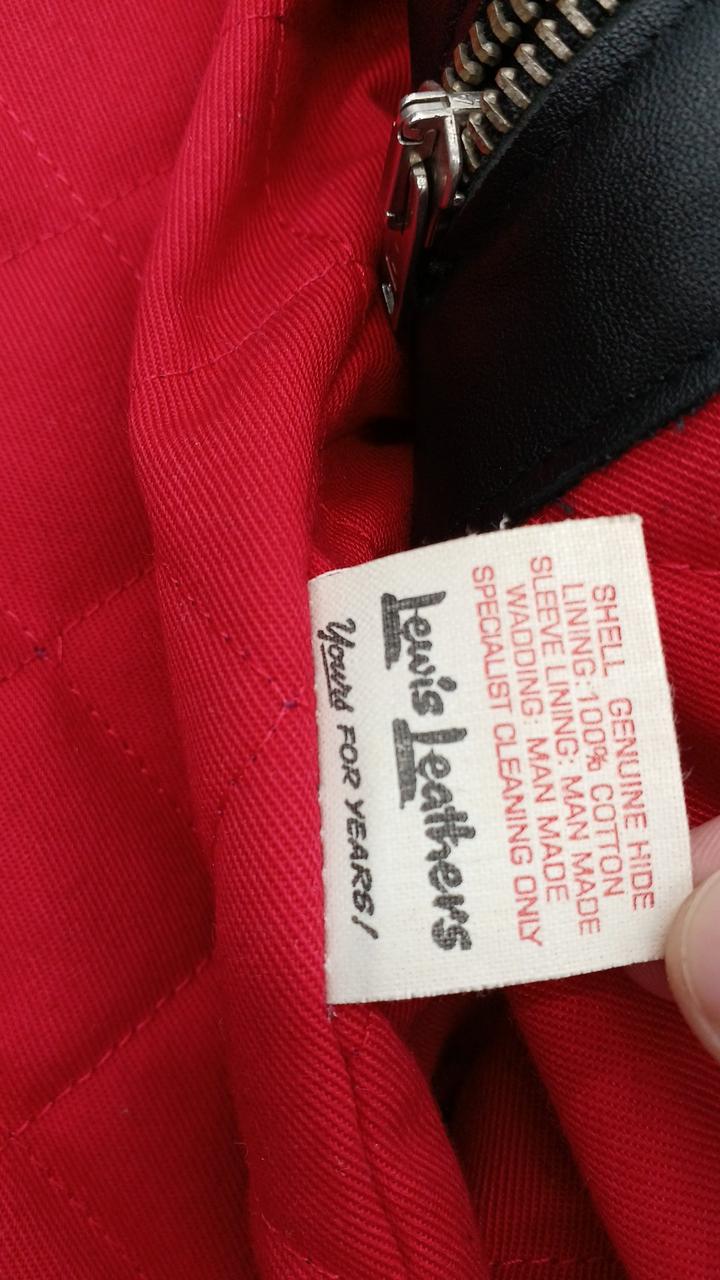 SHELL GENUINE HIDE
LINING: 100% COTTON
SLEEVE LINING: MAN MADE
WADDING: MAN MADE
SPECIALIST CLEANING ONLY
Lewis Leathers
Yours FOR YEARS!